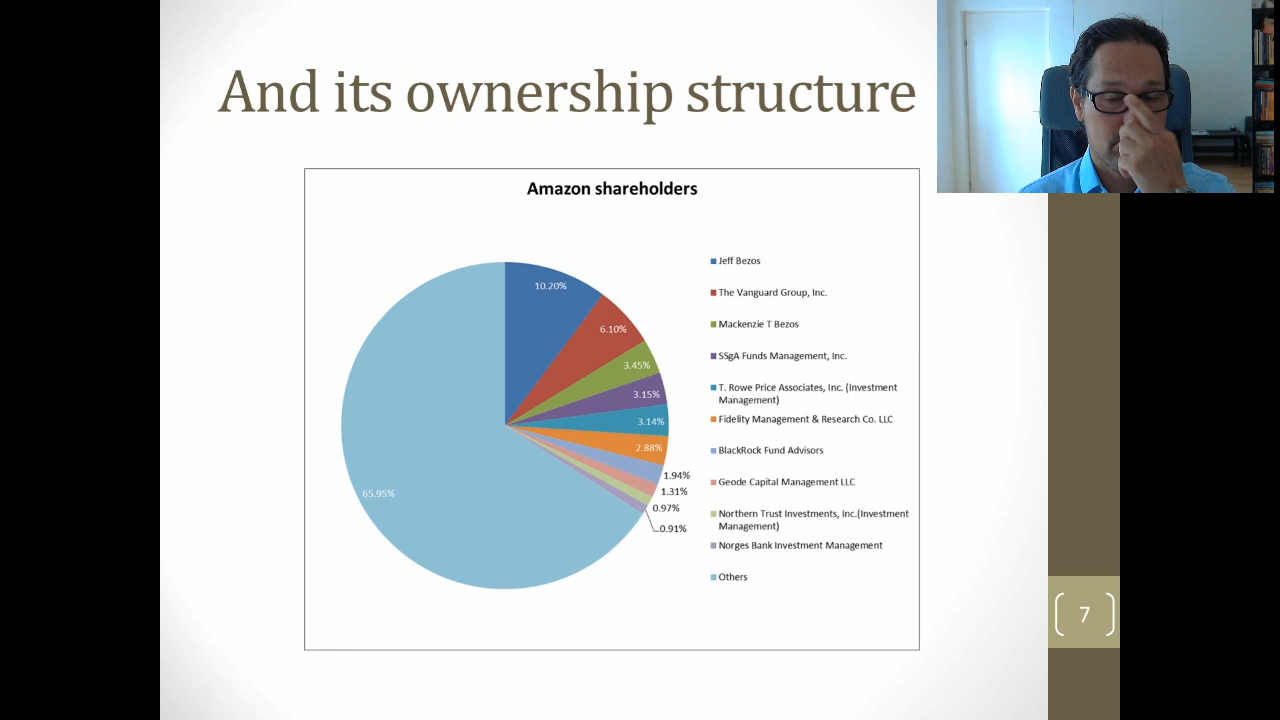 And its ownership structure
Amazon shareholders
10.20%
6.10%
3.45%
3.15%
3.14%
2.88%
1.94%
1.31%
0.97%
0.91%
65.95%
Jeff Bezos
The Vanguard Group, Inc.
Mackenzie T Bezos
SSgA Funds Management, Inc.
T. Rowe Price Associates, Inc. (Investment
Management)
Fidelity Management & Research Co. LLC
BlackRock Fund Advisors
Geode Capital Management LLC
Northern Trust Investments, Inc.(Investment
Management)
Norges Bank Investment Management
Others
7